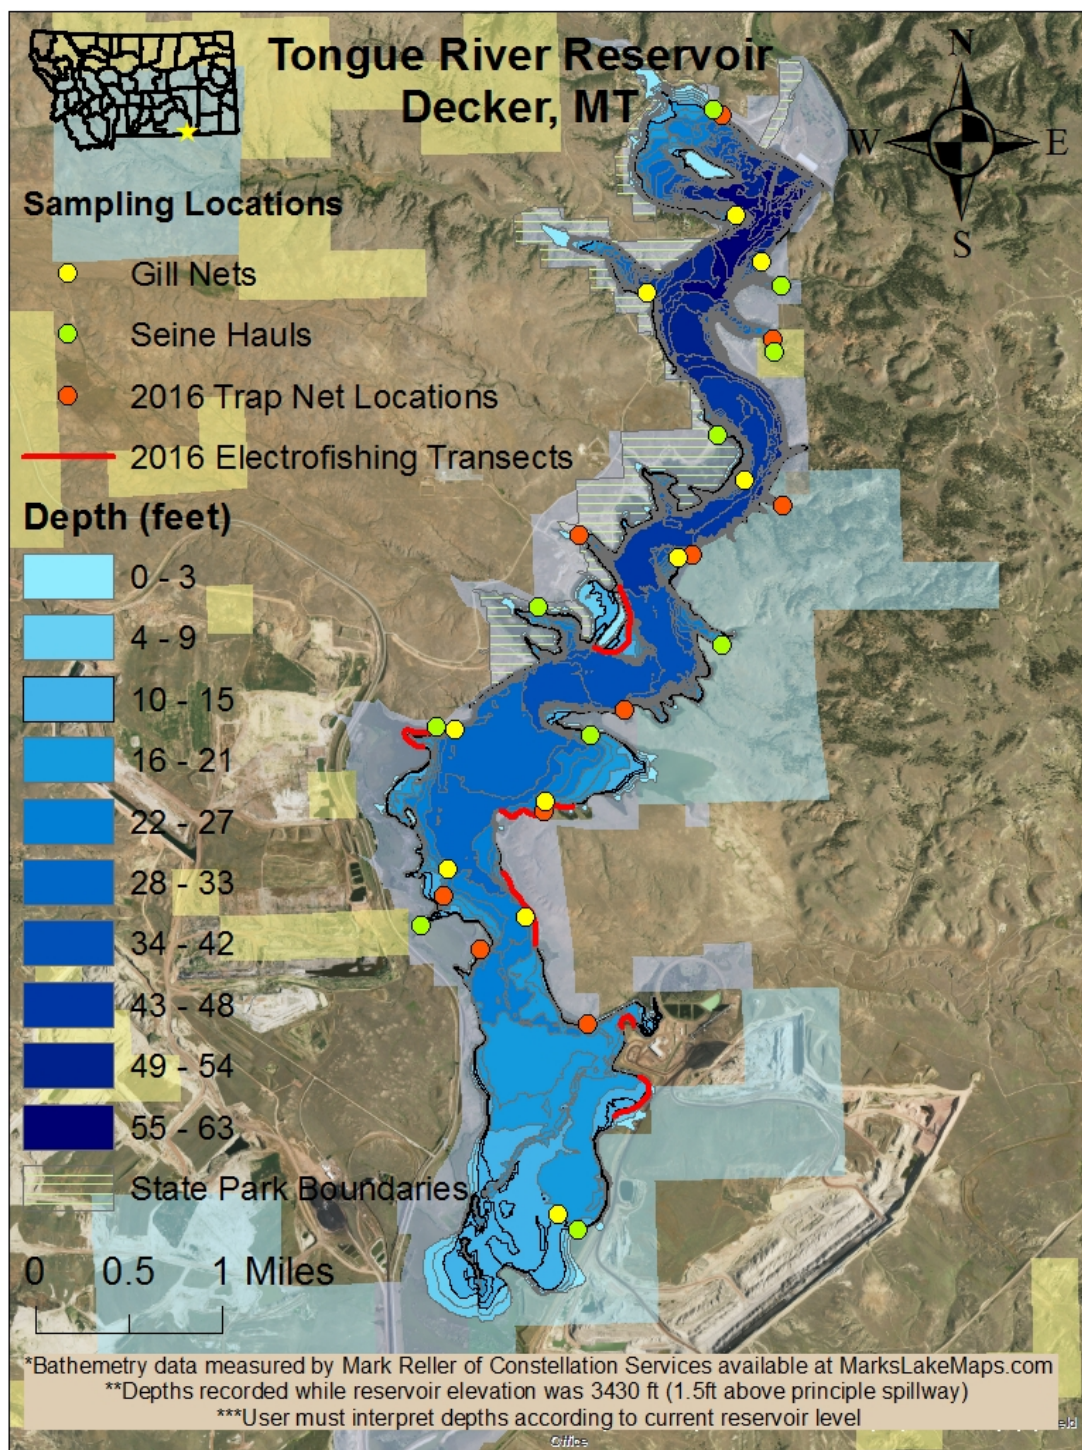 Tongue River Reservoir
Decker, MT
N
W
E
S
Sampling Locations
Gill Nets
Seine Hauls
2016 Trap Net Locations
2016 Electrofishing Transects
Depth (feet)
0 - 3
4 - 9
10 - 15
16 - 21
22 - 27
28 - 33
34 - 42
43 - 48
49 - 54
55 - 63
State Park Boundaries
0 0.5 1 Miles
*Bathemetry data measured by Mark Reller of Constellation Services available at MarksLakeMaps.com
**Depths recorded while reservoir elevation was 3430 ft (1.5ft above principle spillway)
***User must interpret depths according to current reservoir level
Office